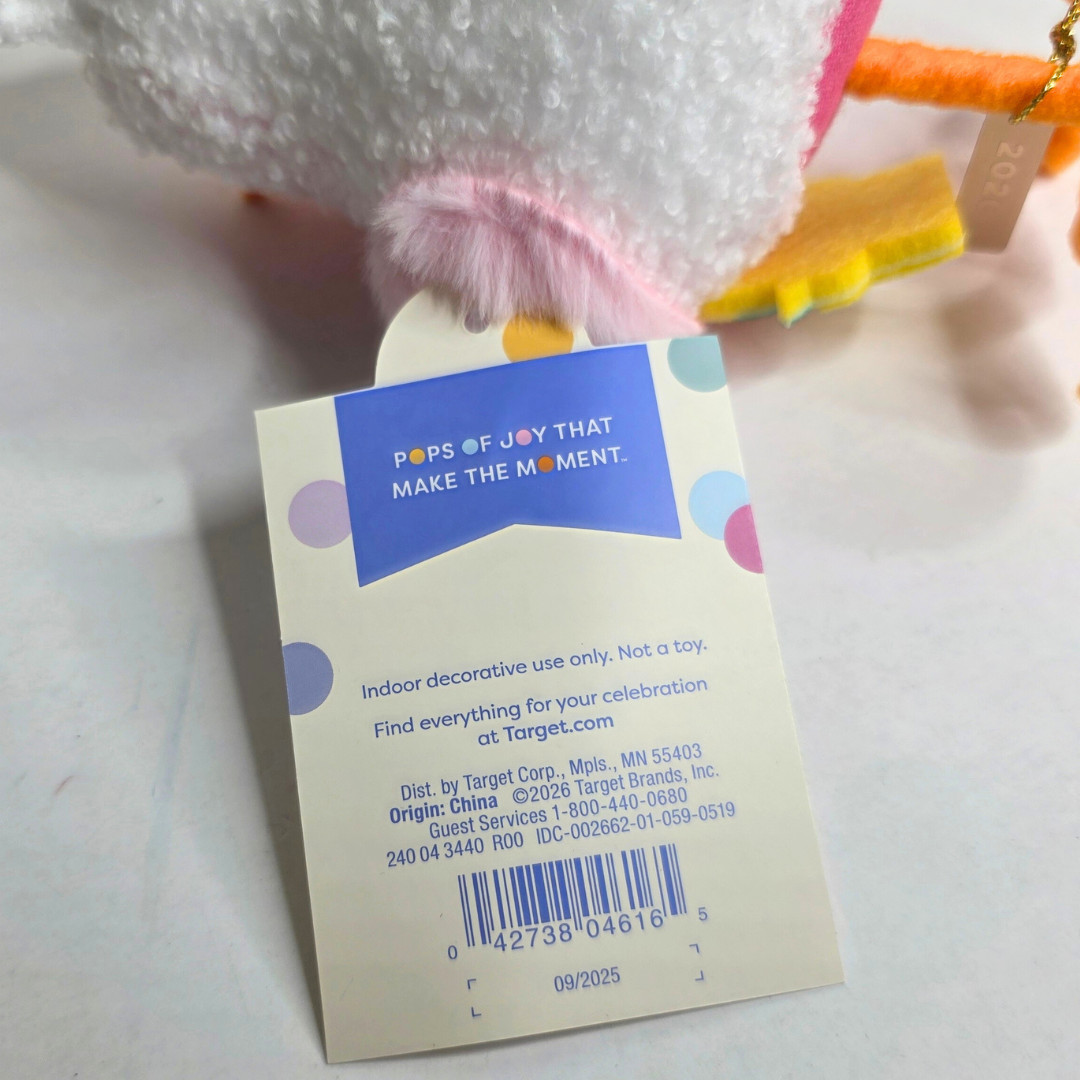 POPS OF JOY THAT
MAKE THE MOMENT.™
Indoor decorative use only. Not a toy.
Find everything for your celebration
at Target.com
Dist. by Target Corp., Mpls., MN 55403
Origin: China ©2026 Target Brands, Inc.
Guest Services 1-800-440-0680
240 04 3440 R00 IDC-002662-01-059-0519
0 42738 04616 5
09/2025